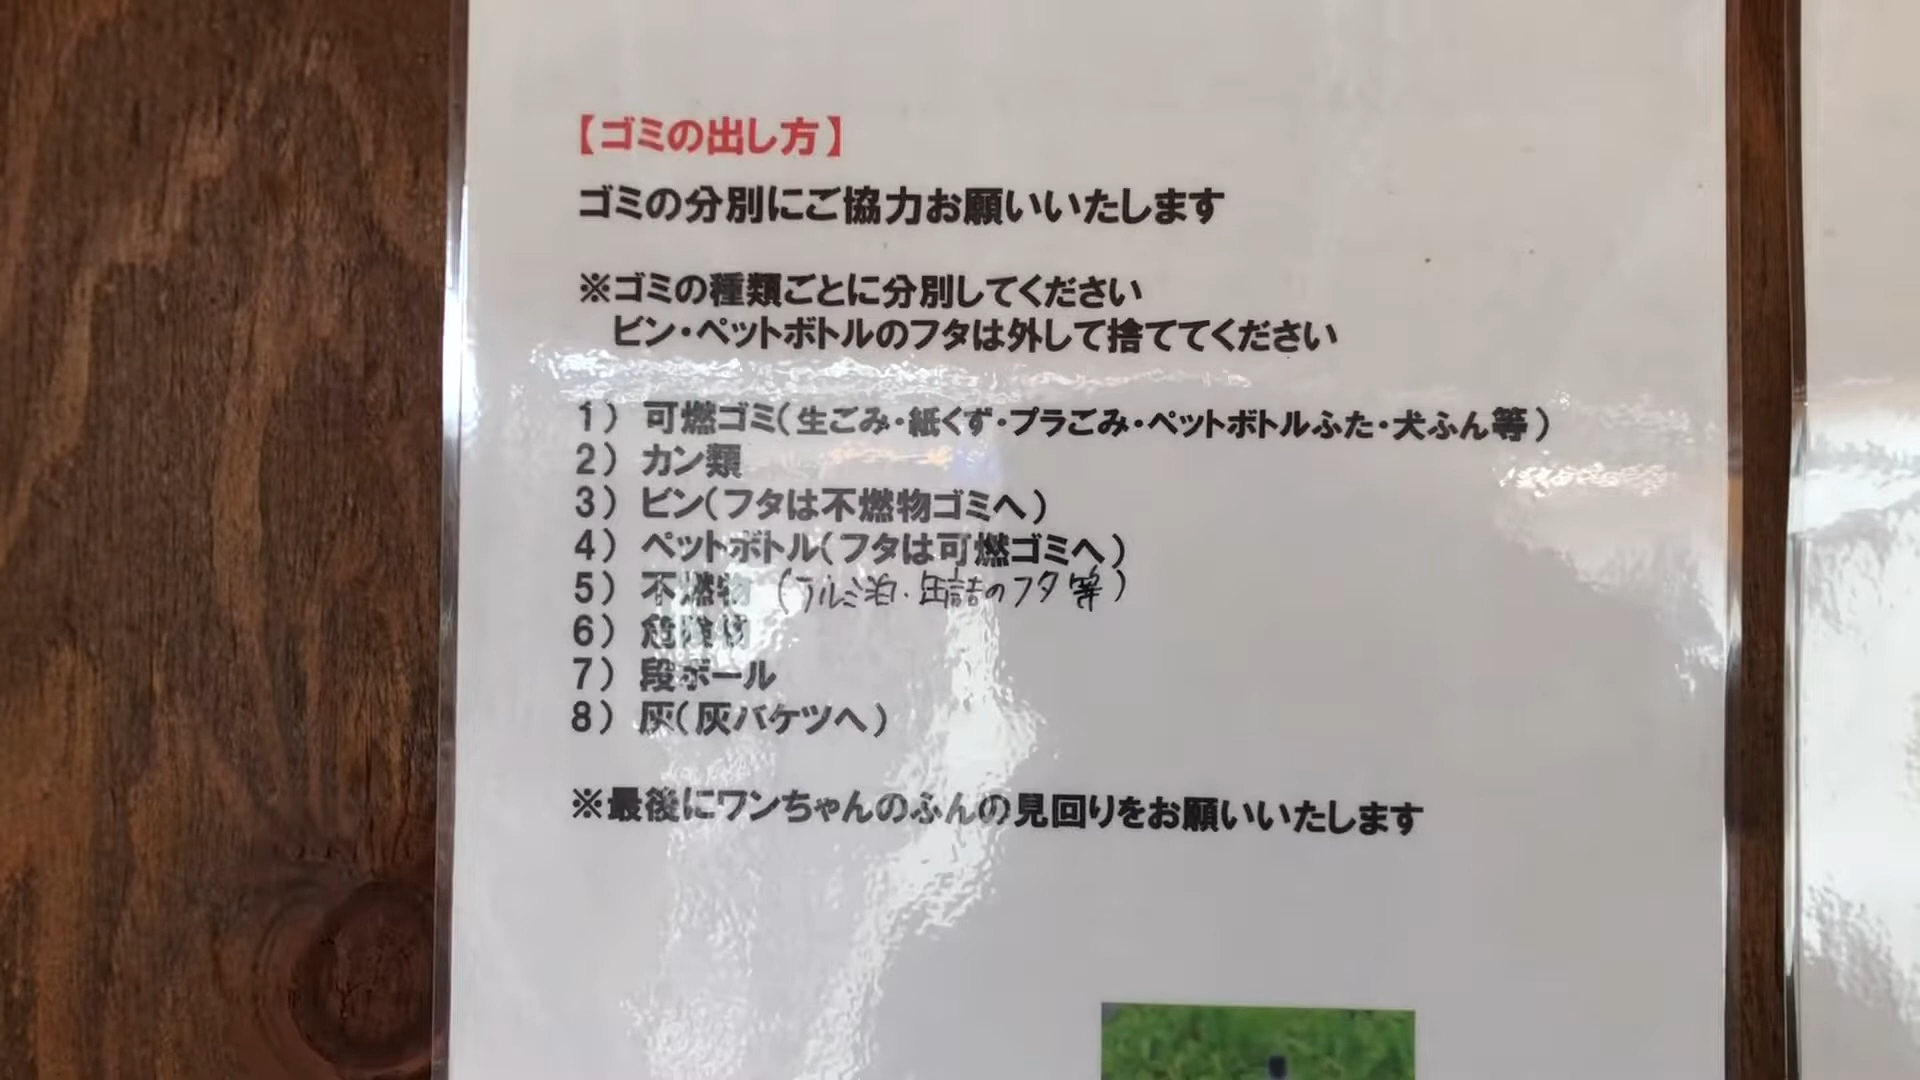 【ゴミの出し方】
ゴミの分別にご協力お願いいたします
※ゴミの種類ごとに分別してください
ビン・ペットボトルのフタは外して捨ててください
1） 可燃ゴミ（生ごみ・紙くず・プラごみ・ペットボトルふた・犬ふん等）
2） カン類
3） ビン（フタは不燃物ゴミへ）
4） ペットボトル（フタは可燃ゴミへ）
5） 不燃物 （アルミ泊・缶詰のフタ等）
6） 危険物
7） 段ボール
8） 灰（灰バケツへ）
※最後にワンちゃんのふんの見回りをお願いいたします